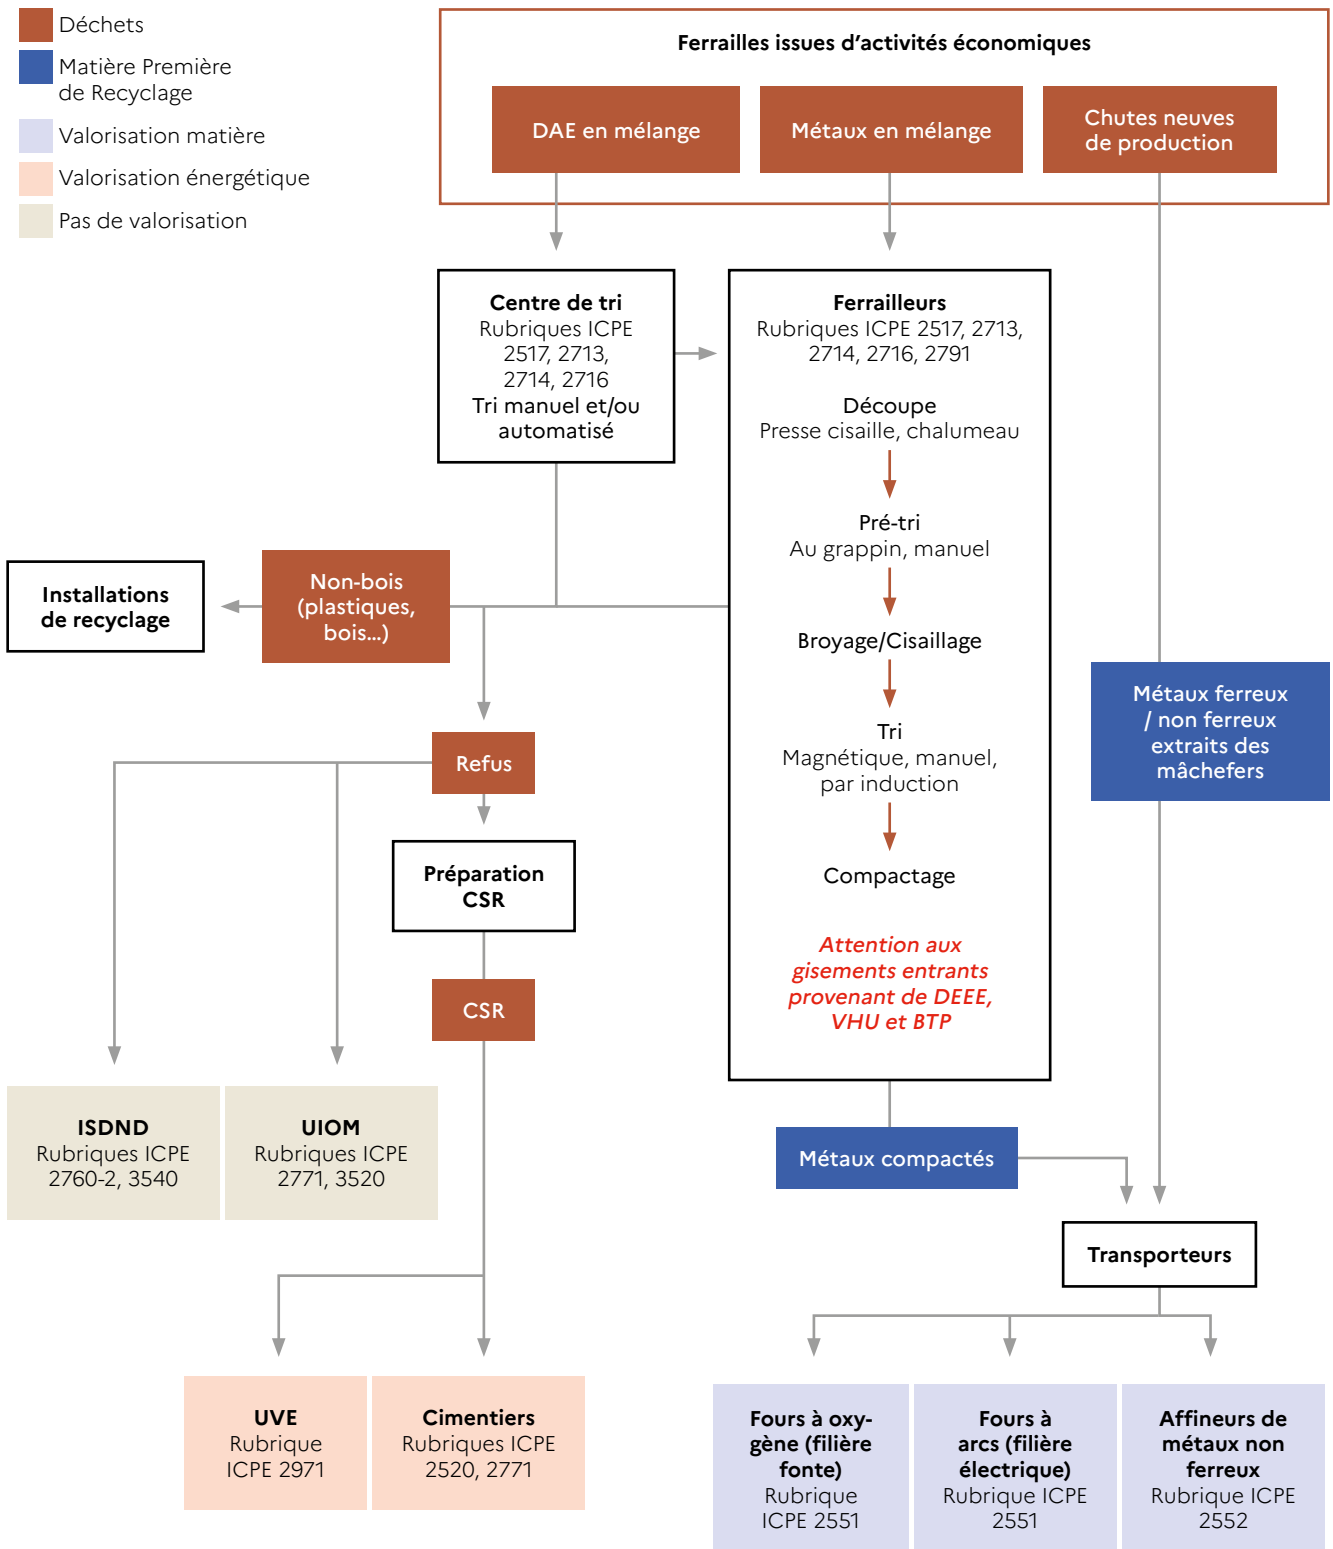 Déchets
Matière Première
de Recyclage
Valorisation matière
Valorisation énergétique
Pas de valorisation
Ferrailles issues d’activités économiques
DAE en mélange
Métaux en mélange
Chutes neuves
de production
Centre de tri
Rubriques ICPE
2517, 2713,
2714, 2716
Tri manuel et/ou
automatisé
Ferrailleurs
Rubriques ICPE 2517, 2713,
2714, 2716, 2791
Découpe
Presse cisaille, chalumeau
Pré-tri
Au grappin, manuel
Broyage/Cisaillage
Tri
Magnétique, manuel,
par induction
Compactage
Attention aux
gisements entrants
provenant de DEEE,
VHU et BTP
Installations
de recyclage
Non-bois
(plastiques,
bois...)
Métaux ferreux
/ non ferreux
extraits des
mâchefers
Refus
Préparation
CSR
CSR
ISDND
Rubriques ICPE
2760-2, 3540
UIOM
Rubriques ICPE
2771, 3520
Métaux compactés
Transporteurs
UVE
Rubrique
ICPE 2971
Cimentiers
Rubriques ICPE
2520, 2771
Fours à oxy-
gène (filière
fonte)
Rubrique
ICPE 2551
Fours à
arcs (filière
électrique)
Rubrique ICPE
2551
Affineurs de
métaux non
ferreux
Rubrique ICPE
2552